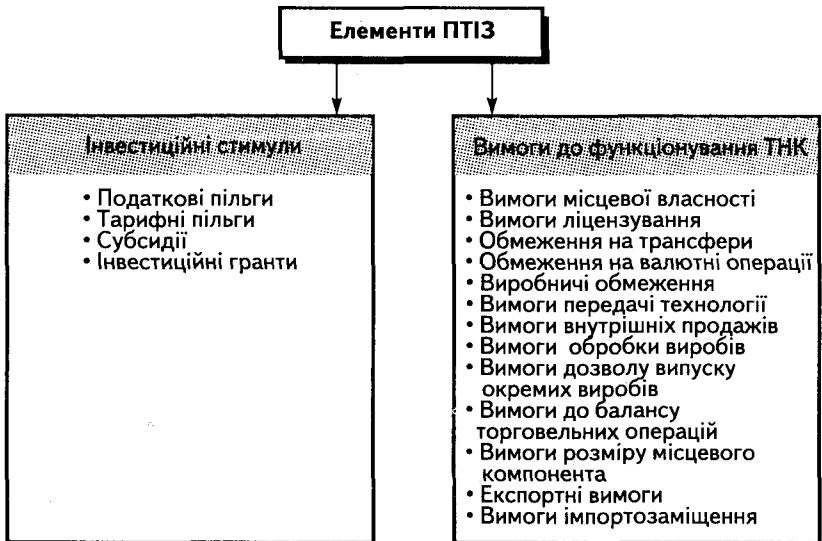 Елементи ПТІЗ
Інвестиційні стимули
• Податкові пільги
• Тарифні пільги
• Субсидії
• Інвестиційні гранти
Вимоги до функціонування ТНК
• Вимоги місцевої власності
• Вимоги ліцензування
• Обмеження на трансфери
• Обмеження на валютні операції
• Виробничі обмеження
• Вимоги передачі технології
• Вимоги внутрішніх продажів
• Вимоги обробки виробів
• Вимоги дозволу випуску
окремих виробів
• Вимоги до балансу
торговельних операцій
• Вимоги розміру місцевого
компонента
• Експортні вимоги
• Вимоги імпортозаміщення